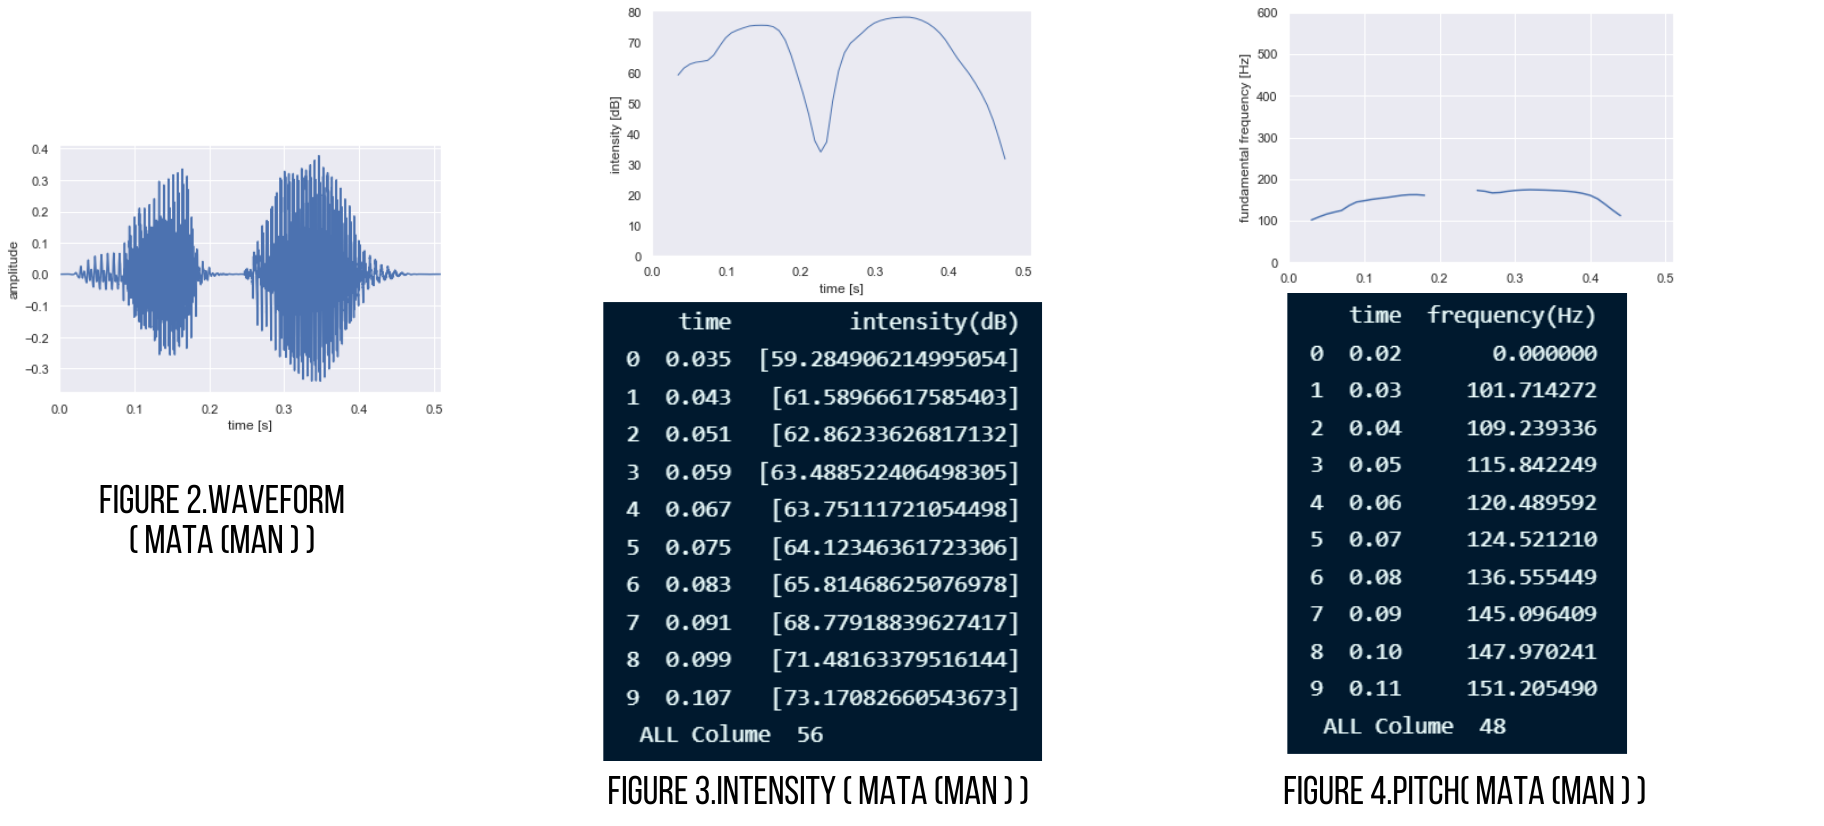 0.4
0.3
0.2
0.1
0.0
−0.1
−0.2
−0.3
amplitude
0.0 0.1 0.2 0.3 0.4 0.5
time [s]
FIGURE 2.WAVEFORM
( MATA (MAN ) )
80
70
60
50
40
30
20
10
0
intensity [dB]
0.0 0.1 0.2 0.3 0.4 0.5
time [s]
time intensity(dB)
0 0.035 [59.284906214995054]
1 0.043 [61.58966617585403]
2 0.051 [62.86233626817132]
3 0.059 [63.488522406498305]
4 0.067 [63.75111721054498]
5 0.075 [64.12346361723306]
6 0.083 [65.81468625076978]
7 0.091 [68.77918839627417]
8 0.099 [71.48163379516144]
9 0.107 [73.17082660543673]
ALL Colume 56
FIGURE 3.INTENSITY ( MATA (MAN ) )
600
500
400
300
200
100
0
fundamental frequency [Hz]
0.0 0.1 0.2 0.3 0.4 0.5
time frequency(Hz)
0 0.02 0.000000
1 0.03 101.714272
2 0.04 109.239336
3 0.05 115.842249
4 0.06 120.489592
5 0.07 124.521210
6 0.08 136.555449
7 0.09 145.096409
8 0.10 147.970241
9 0.11 151.205490
ALL Colume 48
FIGURE 4.PITCH( MATA (MAN ) )